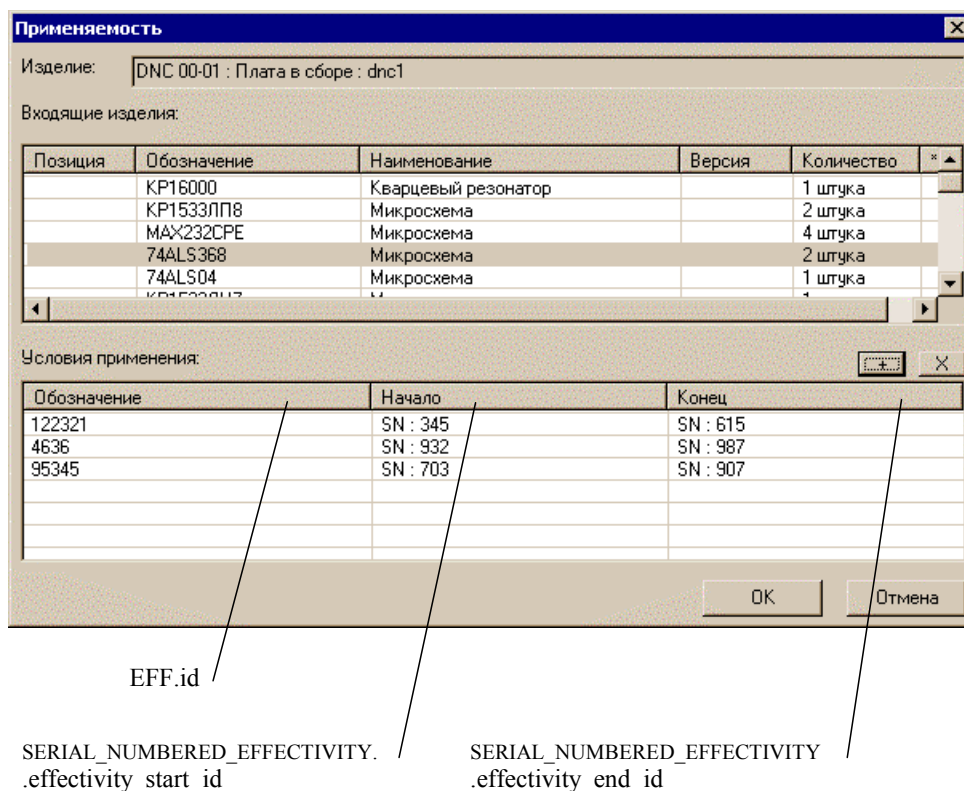 Применяемость
Изделие: DNC 00-01 : Плата в сборе : dnc1
Входящие изделия:
Позиция Обозначение Наименование Версия Количество *
КР16000 Кварцевый резонатор 1 штука
КР1533ЛП8 Микросхема 2 штука
MAX232CPE Микросхема 4 штука
74ALS368 Микросхема 2 штука
74ALS04 Микросхема 1 штука
Условия применения:
+ X
Обозначение Начало Конец
122321 SN : 345 SN : 615
4636 SN : 932 SN : 987
95345 SN : 703 SN : 907
OK Отмена
EFF.id
SERIAL_NUMBERED_EFFECTIVITY. SERIAL_NUMBERED_EFFECTIVITY
.effectivity_start_id .effectivity_end_id